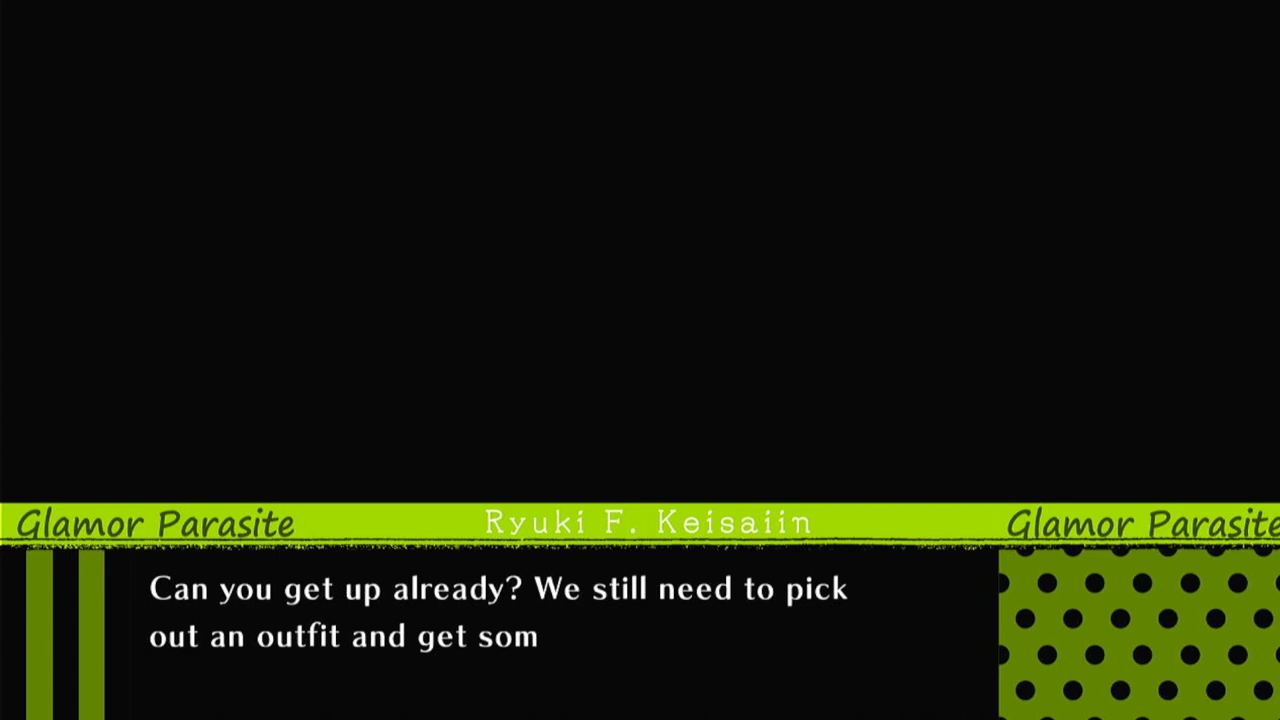 Glamor Parasite Ryuki F. Keisaiin Glamor Parasite
Can you get up already? We still need to pick
out an outfit and get som